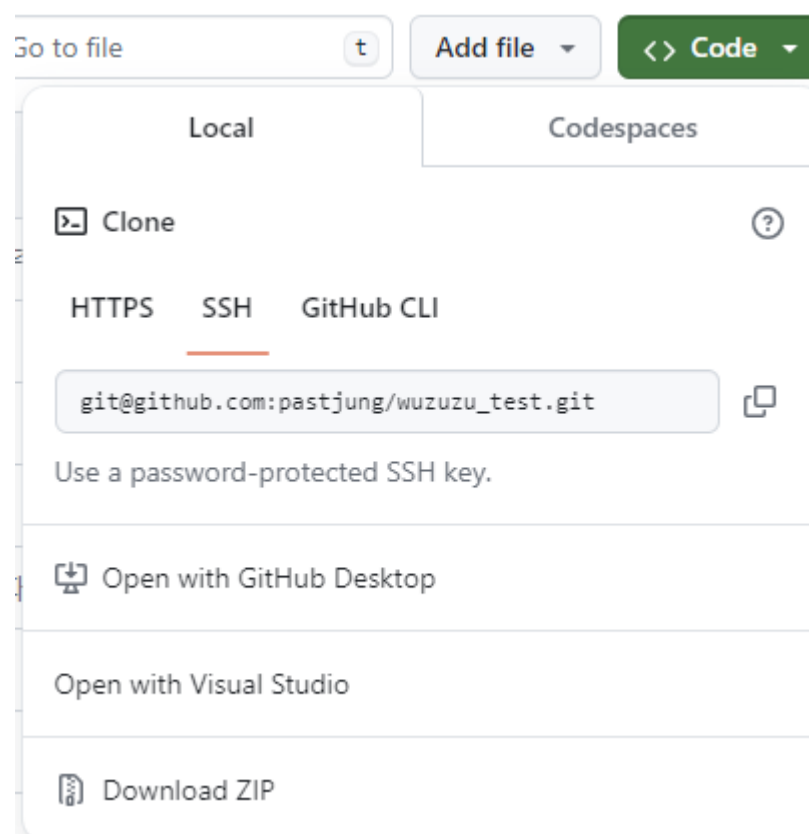 Go to file t Add file <> Code
Local Codespaces
Clone
HTTPS SSH GitHub CLI
git@github.com:pastjung/wuzuzu_test.git
Use a password-protected SSH key.
Open with GitHub Desktop
Open with Visual Studio
Download ZIP